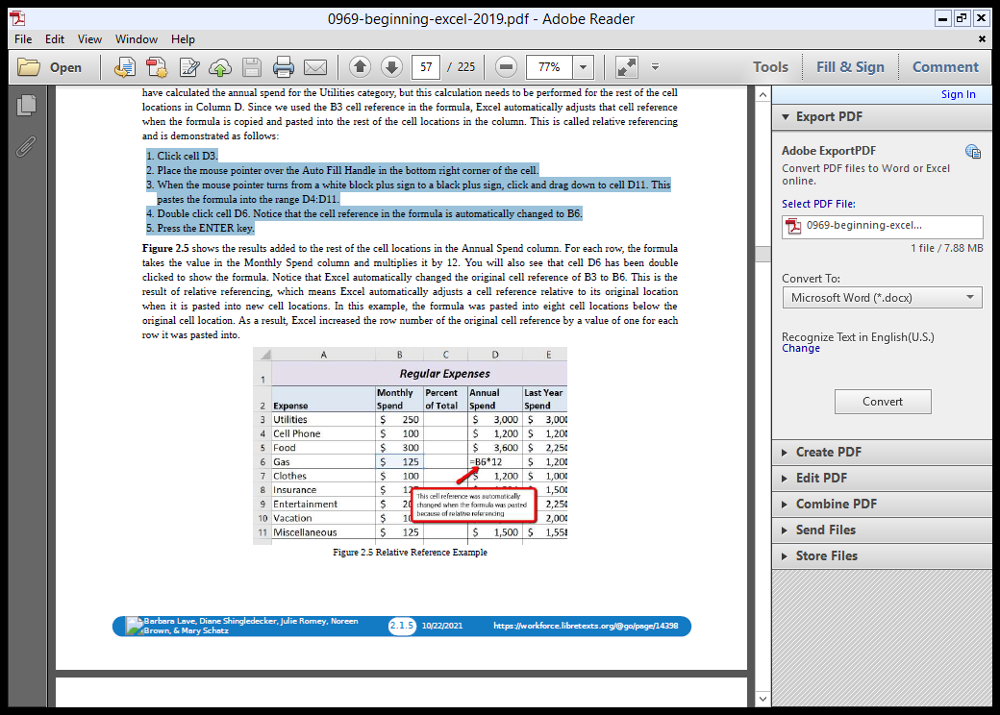 0969-beginning-excel-2019.pdf - Adobe Reader
File Edit View Window Help
Open 57 / 225 77% Tools Fill & Sign Comment
Sign In
have calculated the annual spend for the Utilities category, but this calculation needs to be performed for the rest of the cell
locations in Column D. Since we used the B3 cell reference in the formula, Excel automatically adjusts that cell reference
when the formula is copied and pasted into the rest of the cell locations in the column. This is called relative referencing
and is demonstrated as follows:
1. Click cell D3.
2. Place the mouse pointer over the Auto Fill Handle in the bottom right corner of the cell.
3. When the mouse pointer turns from a white block plus sign to a black plus sign, click and drag down to cell D11. This
pastes the formula into the range D4:D11.
4. Double click cell D6. Notice that the cell reference in the formula is automatically changed to B6.
5. Press the ENTER key.
Figure 2.5 shows the results added to the rest of the cell locations in the Annual Spend column. For each row, the formula
takes the value in the Monthly Spend column and multiplies it by 12. You will also see that cell D6 has been double
clicked to show the formula. Notice that Excel automatically changed the original cell reference of B3 to B6. This is the
result of relative referencing, which means Excel automatically adjusts a cell reference relative to its original location
when it is pasted into new cell locations. In this example, the formula was pasted into eight cell locations below the
original cell location. As a result, Excel increased the row number of the original cell reference by a value of one for each
row it was pasted into.
A B C D E
1 Regular Expenses
Monthly Percent Annual Last Year
2 Expense Spend of Total Spend Spend
3 Utilities $ 250 $ 3,000 $ 3,000
4 Cell Phone $ 100 $ 1,200 $ 1,200
5 Food $ 300 $ 3,600 $ 2,250
6 Gas $ 125 =B6*12 $ 1,200
7 Clothes $ 100 $ 1,200 $ 1,000
8 Insurance $ 1,500
9 Entertainment $ 2,250
10 Vacation $ 2,000
11 Miscellaneous $ 125 $ 1,500 $ 1,558
This cell reference was automatically
changed when the formula was pasted
because of relative referencing
Figure 2.5 Relative Reference Example
Barbara Lave, Diane Shingledecker, Julie Romey, Noreen
Brown, & Mary Schatz
2.1.5 10/22/2021 https://workforce.libretexts.org/@go/page/14398
Export PDF
Adobe ExportPDF
Convert PDF files to Word or Excel
online.
Select PDF File:
0969-beginning-excel...
1 file / 7.88 MB
Convert To:
Microsoft Word (*.docx)
Recognize Text in English(U.S.)
Change
Convert
Create PDF
Edit PDF
Combine PDF
Send Files
Store Files